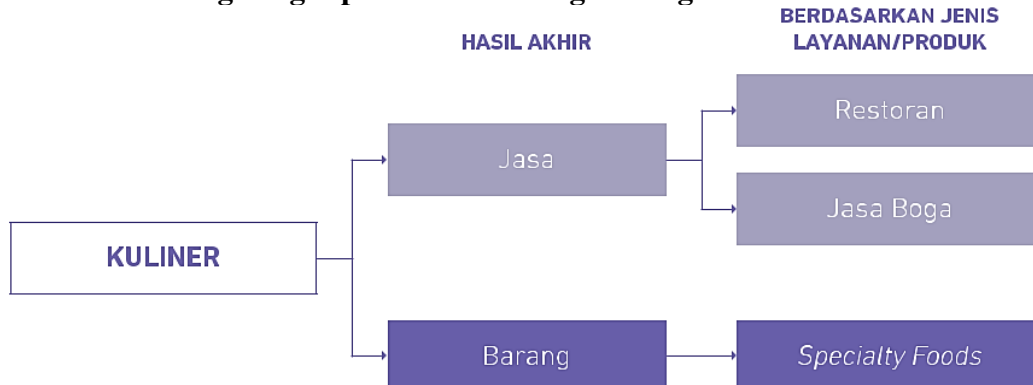 BERDASARKAN JENIS
HASIL AKHIR
LAYANAN/PRODUK
Restoran
Jasa
Jasa Boga
KULINER
Barang
Specialty Foods